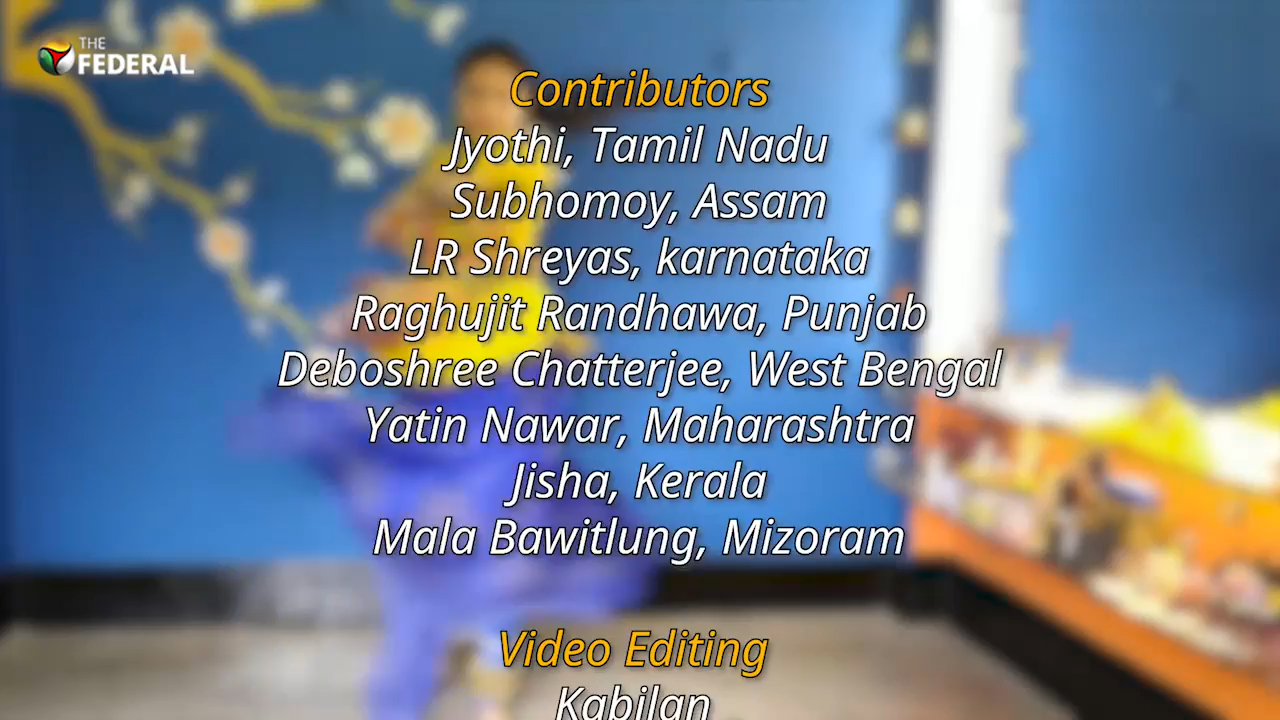 THE
FEDERAL
Contributors
Jyothi, Tamil Nadu
Subhomoy, Assam
LR Shreyas, karnataka
Raghujit Randhawa, Punjab
Deboshree Chatterjee, West Bengal
Yatin Nawar, Maharashtra
Jisha, Kerala
Mala Bawitlung, Mizoram
Video Editing
Kabilan